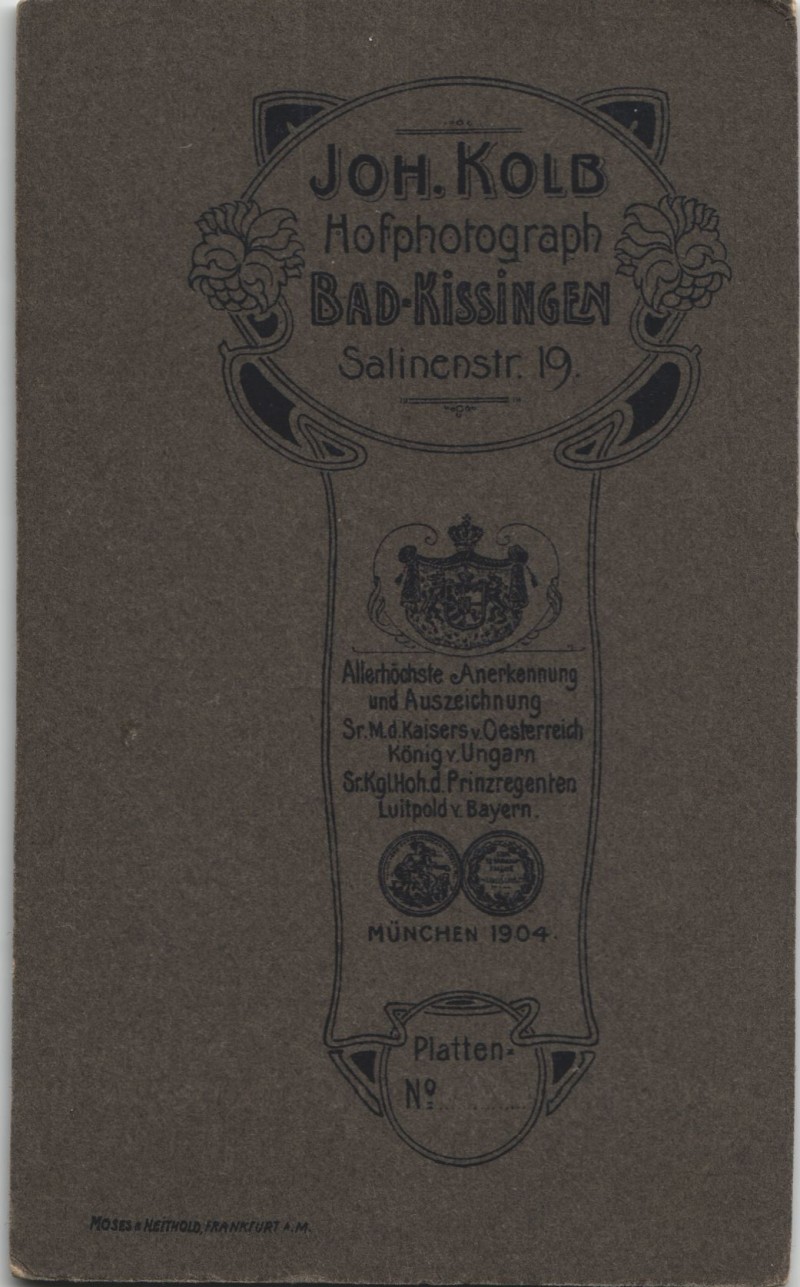 JOH. KOLB
Hofphotograph
BAD-KISSINGEN
Salinenstr. 19.
Allerhöchste Anerkennung
und Auszeichnung
Sr. M. d. Kaisers v. Oesterreich
König v. Ungarn
Sr. Kgl. Hoh. d. Prinzregenten
Luitpold v. Bayern.
MÜNCHEN 1904.
Platten-
No
MOSES & NEITHOLD, FRANKFURT A.M.